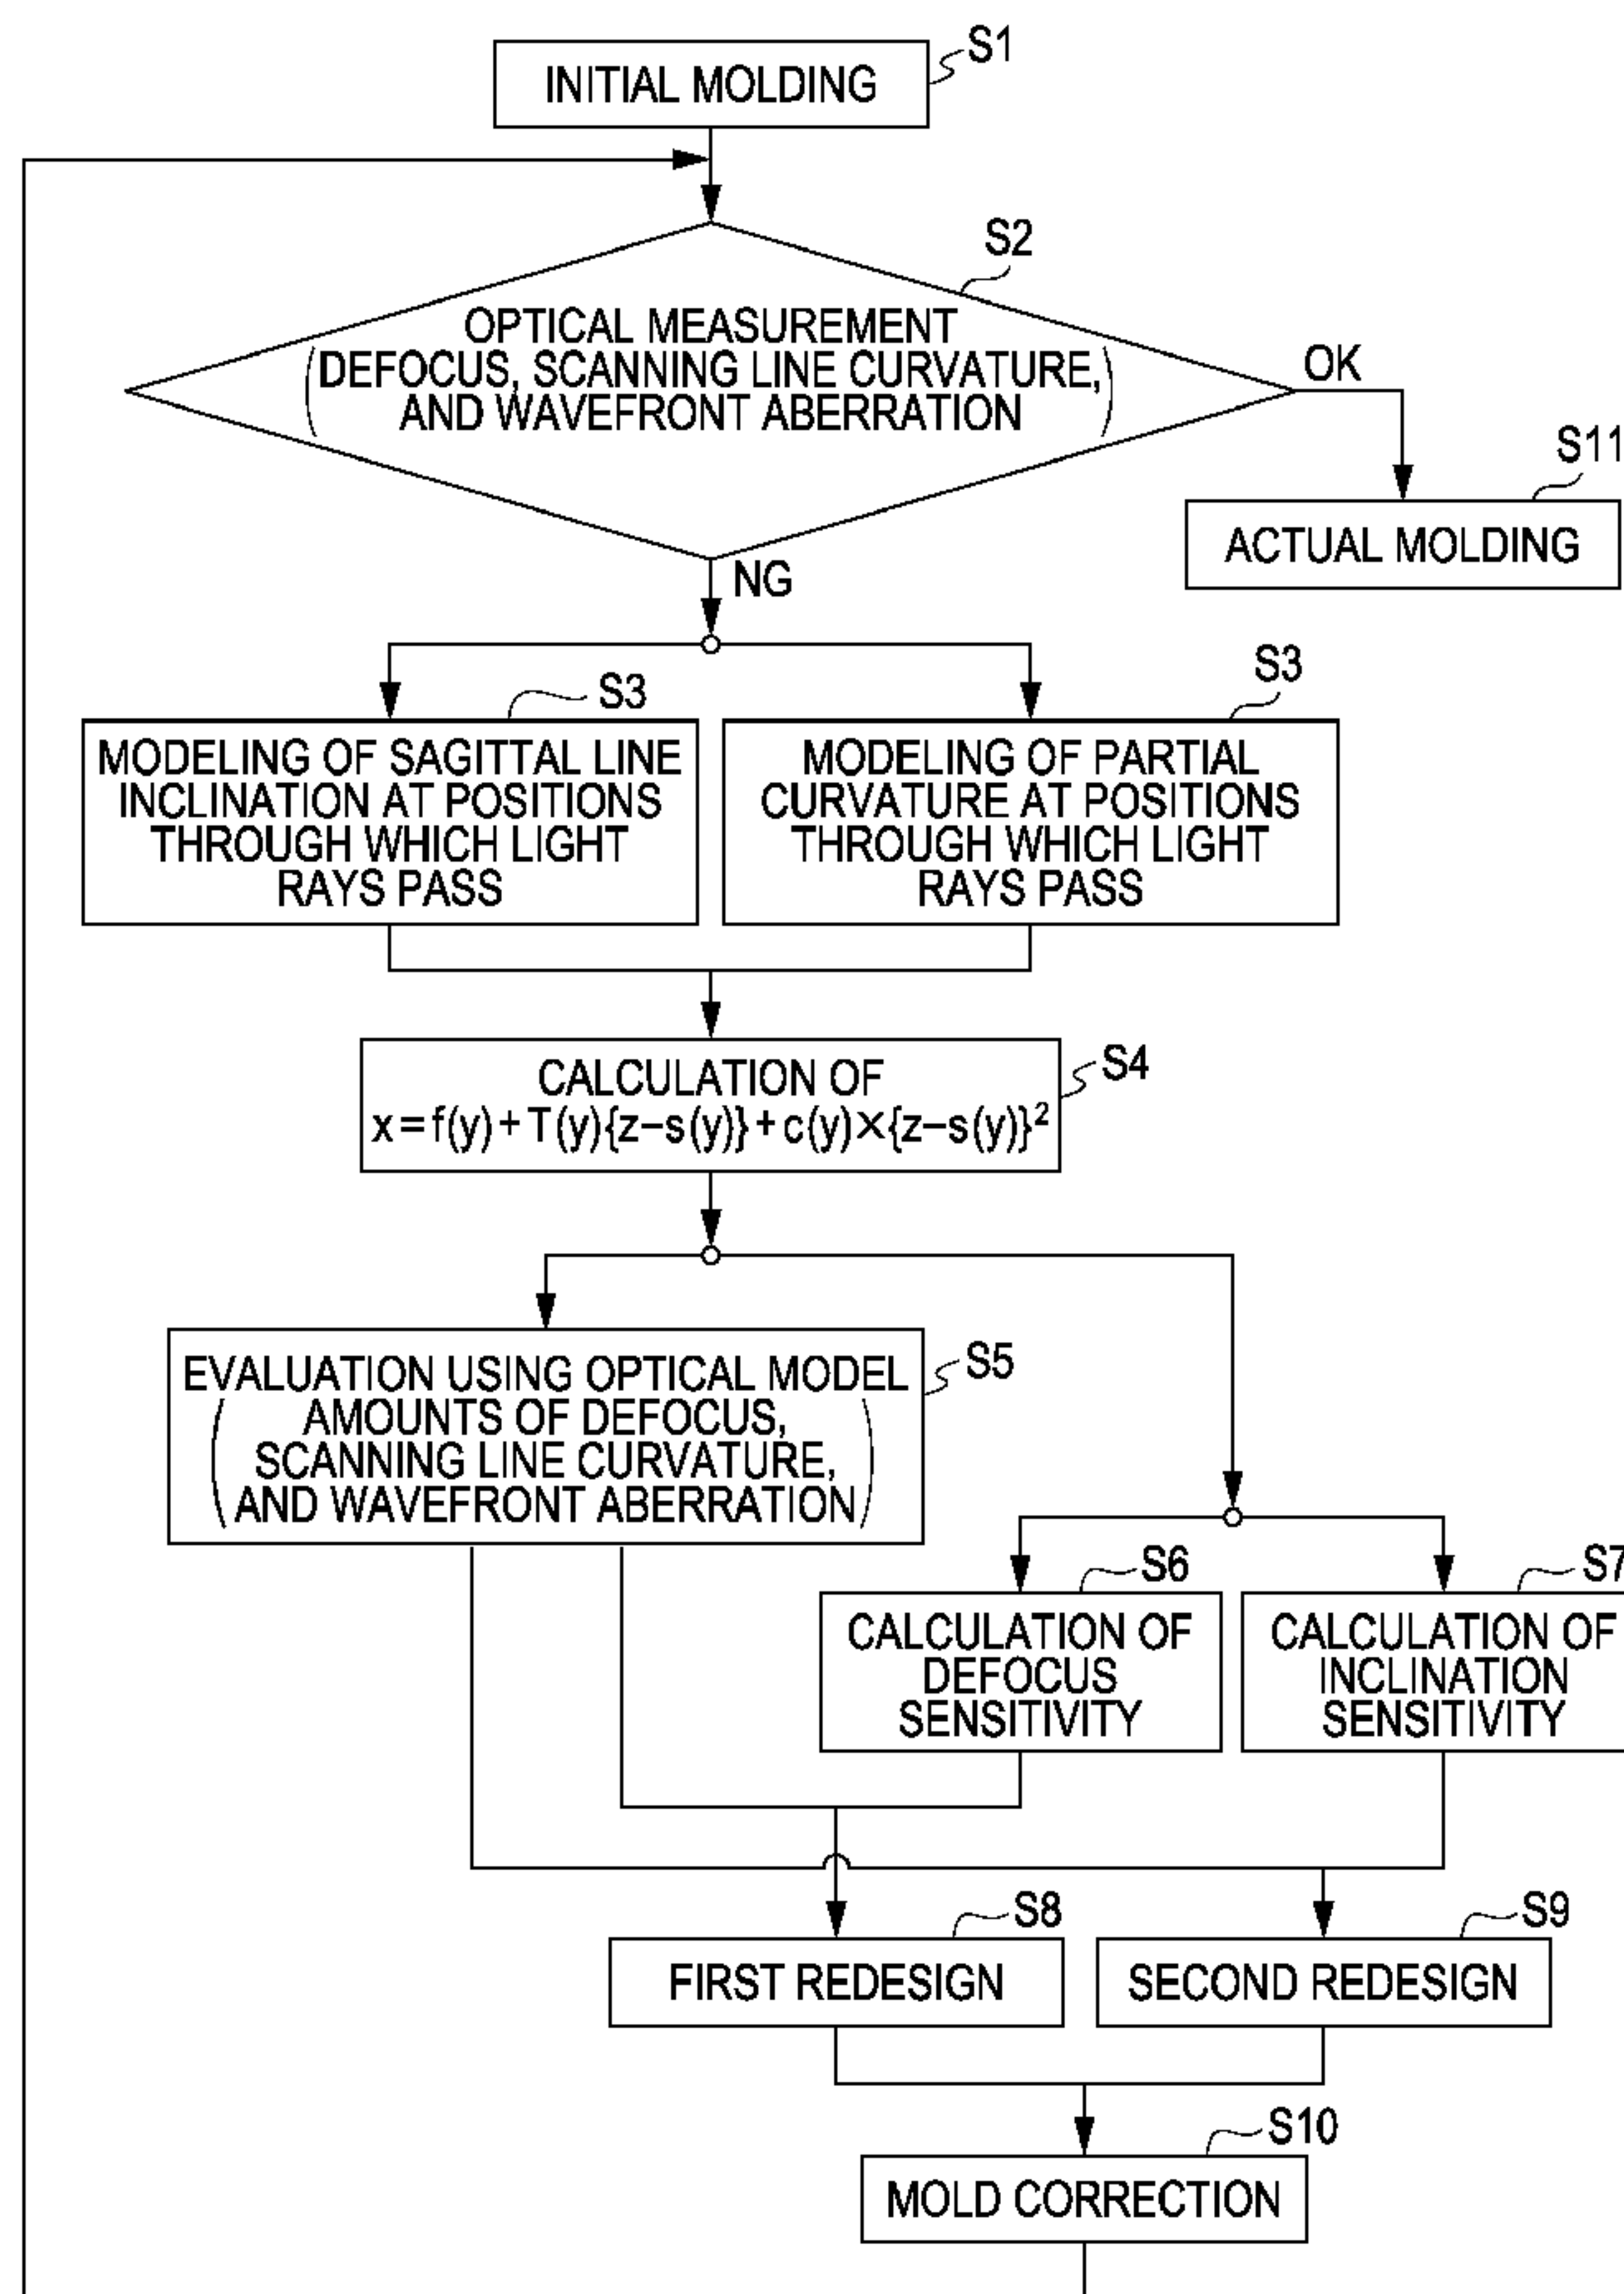 S1
INITIAL MOLDING
S2
OPTICAL MEASUREMENT
(DEFOCUS, SCANNING LINE CURVATURE,
AND WAVEFRONT ABERRATION)
OK
S11
ACTUAL MOLDING
NG
S3
MODELING OF SAGITTAL LINE
INCLINATION AT POSITIONS
THROUGH WHICH LIGHT
RAYS PASS
S3
MODELING OF PARTIAL
CURVATURE AT POSITIONS
THROUGH WHICH LIGHT
RAYS PASS
S4
CALCULATION OF
x=f(y)+T(y){z−s(y)}+c(y)×{z−s(y)}²
S5
EVALUATION USING OPTICAL MODEL
(AMOUNTS OF DEFOCUS,
SCANNING LINE CURVATURE,
AND WAVEFRONT ABERRATION)
S6
CALCULATION OF
DEFOCUS
SENSITIVITY
S7
CALCULATION OF
INCLINATION
SENSITIVITY
S8
FIRST REDESIGN
S9
SECOND REDESIGN
S10
MOLD CORRECTION